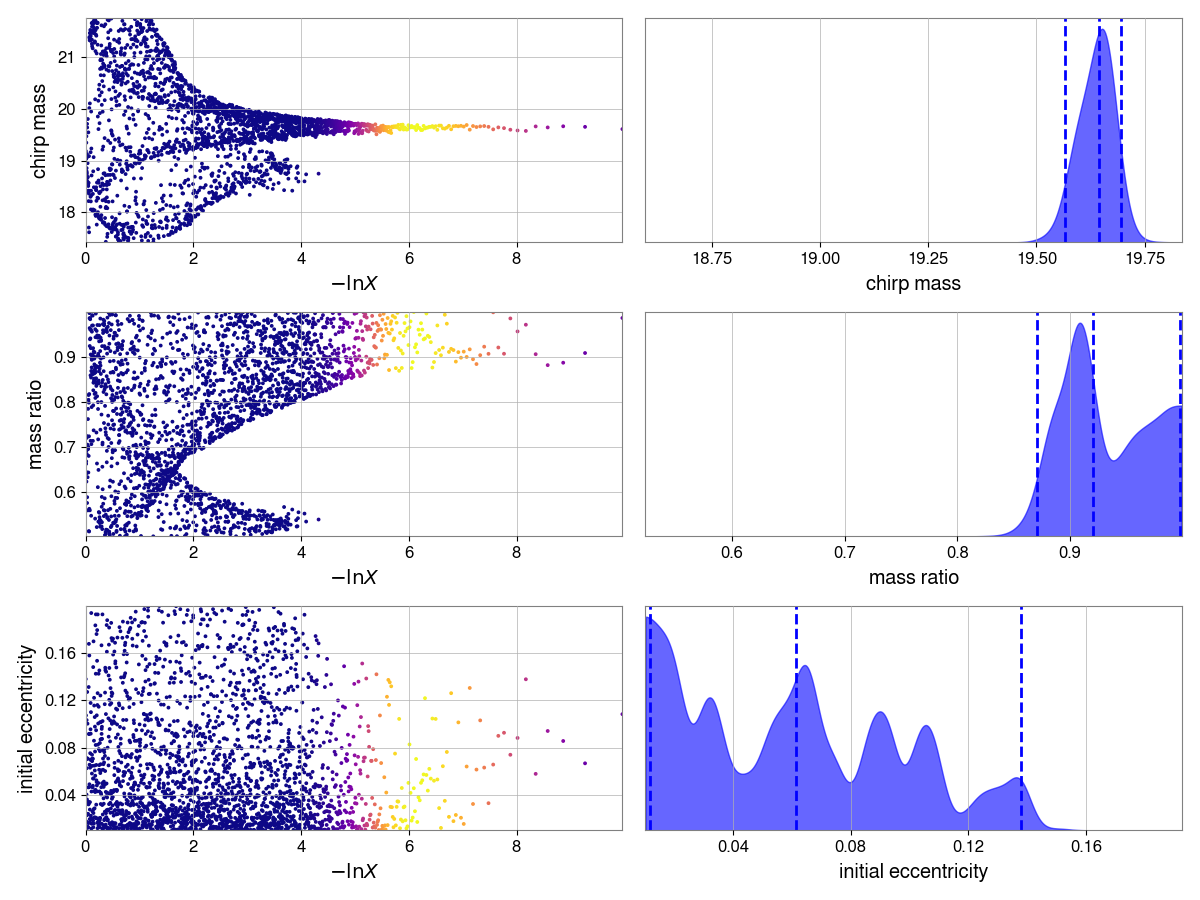 21
20
19
18
chirp mass
0 2 4 6 8
−lnX
18.75 19.00 19.25 19.50 19.75
chirp mass
0.9
0.8
0.7
0.6
mass ratio
0 2 4 6 8
−lnX
0.6 0.7 0.8 0.9
mass ratio
0.16
0.12
0.08
0.04
initial eccentricity
0 2 4 6 8
−lnX
0.04 0.08 0.12 0.16
initial eccentricity